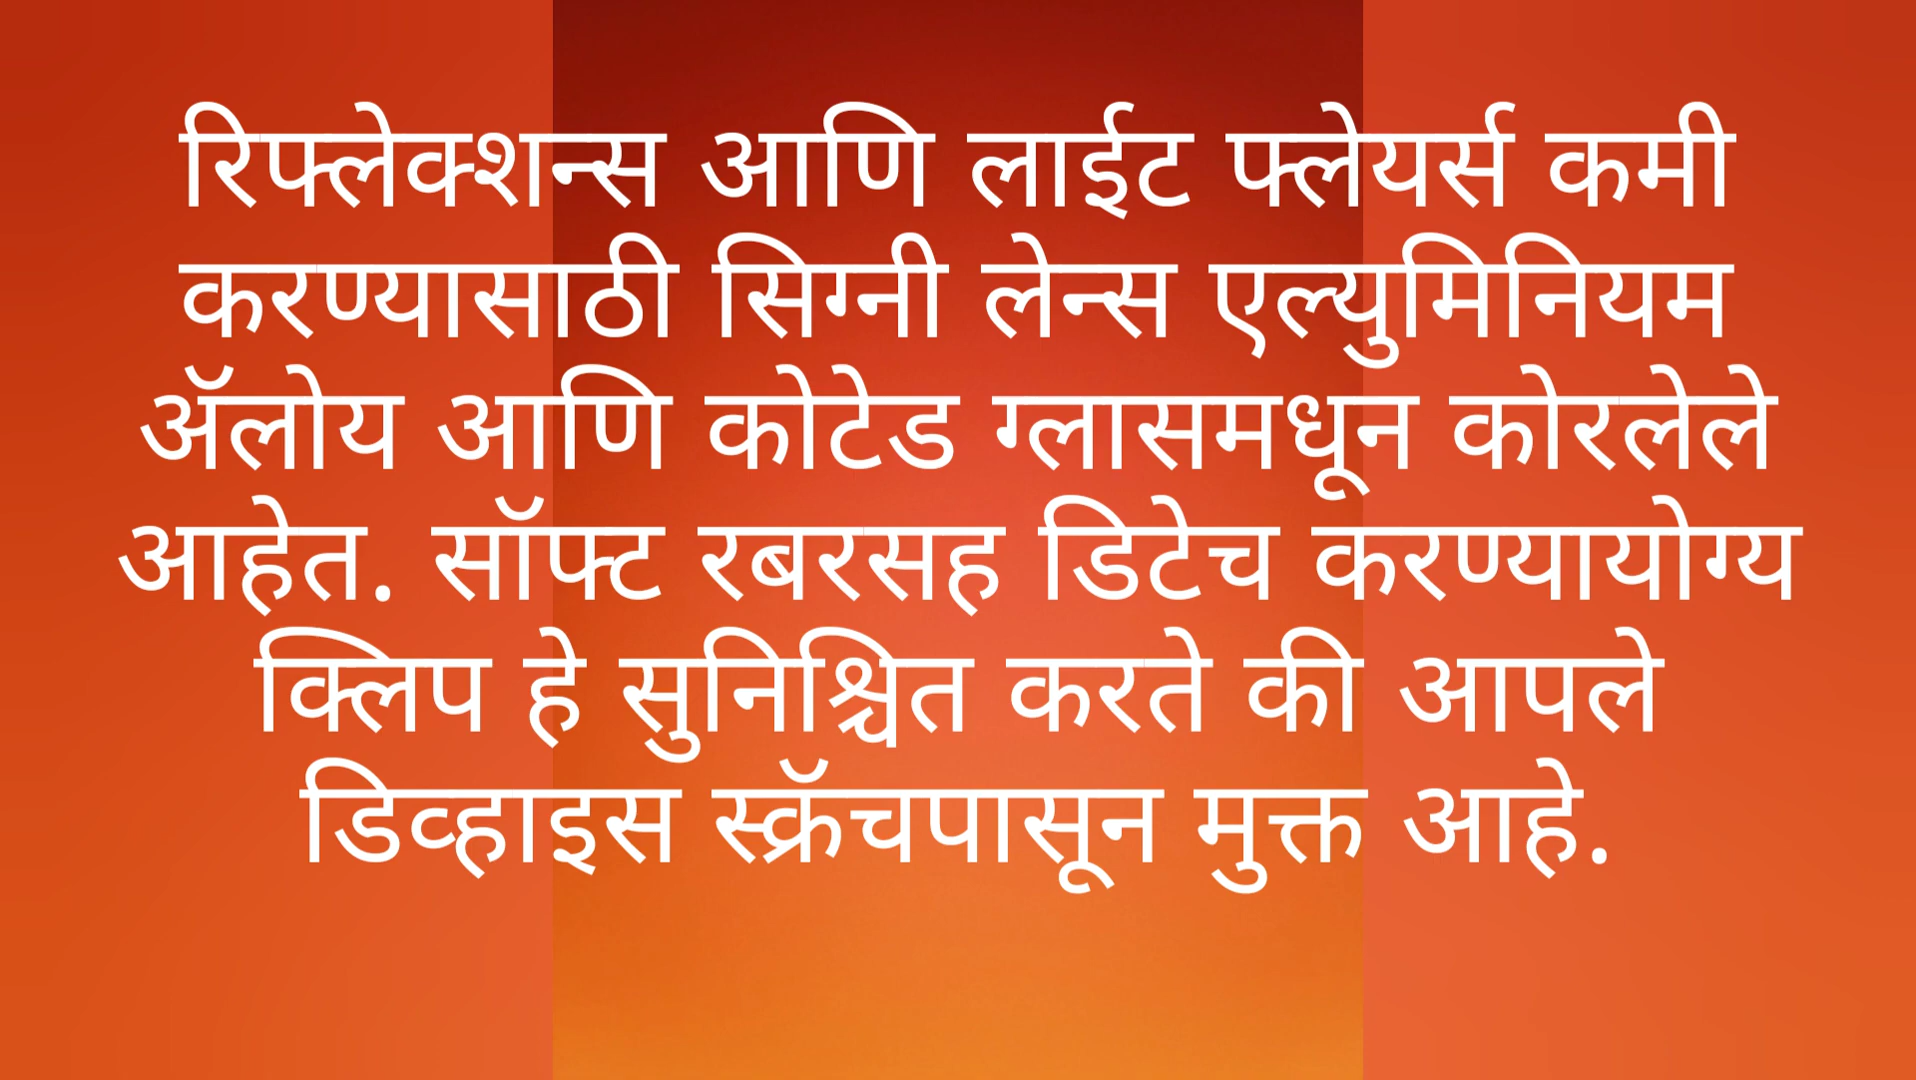 रिफ्लेक्शन्स आणि लाईट फ्लेयर्स कमी
करण्यासाठी सिग्नी लेन्स एल्युमिनियम
ॲलोय आणि कोटेड ग्लासमधून कोरलेले
आहेत. सॉफ्ट रबरसह डिटेच करण्यायोग्य
क्लिप हे सुनिश्चित करते की आपले
डिव्हाइस स्क्रॅचपासून मुक्त आहे.